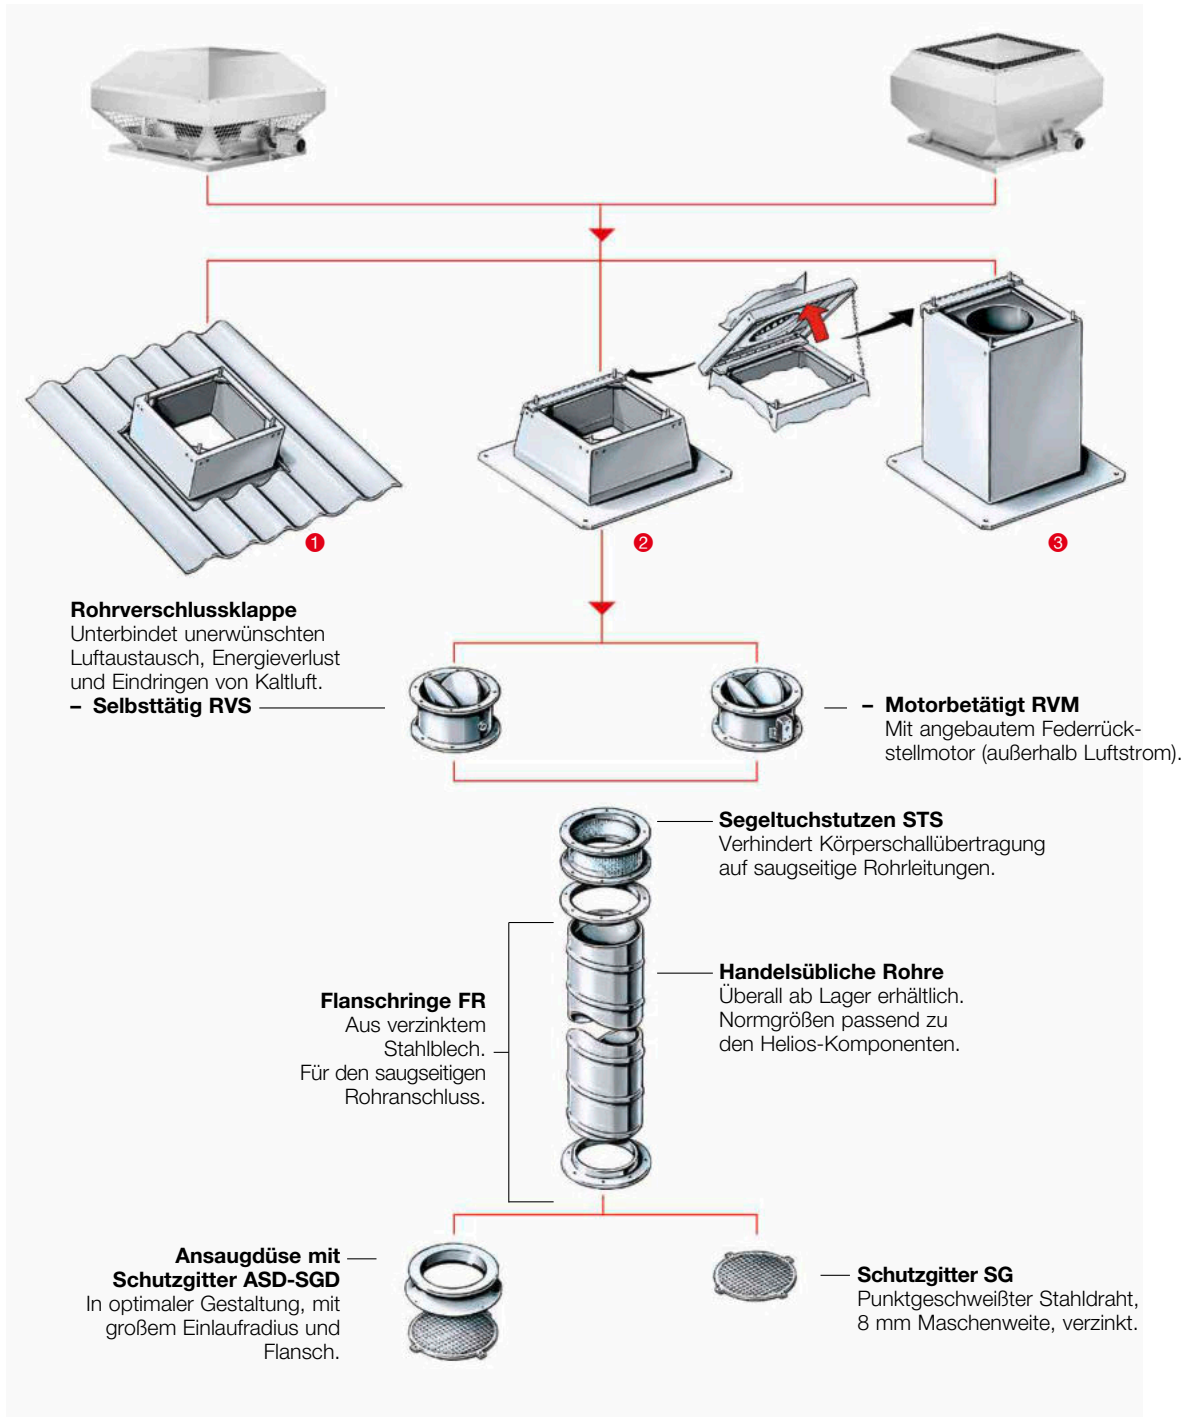 1
2
3
Rohrverschlussklappe
Unterbindet unerwünschten
Luftaustausch, Energieverlust
und Eindringen von Kaltluft.
– Selbsttätig RVS
– Motorbetätigt RVM
Mit angebautem Federrück-
stellmotor (außerhalb Luftstrom).
Segeltuchstutzen STS
Verhindert Körperschallübertragung
auf saugseitige Rohrleitungen.
Handelsübliche Rohre
Überall ab Lager erhältlich.
Normgrößen passend zu
den Helios-Komponenten.
Flanschringe FR
Aus verzinktem
Stahlblech.
Für den saugseitigen
Rohranschluss.
Ansaugdüse mit
Schutzgitter ASD-SGD
In optimaler Gestaltung, mit
großem Einlaufradius und
Flansch.
Schutzgitter SG
Punktgeschweißter Stahldraht,
8 mm Maschenweite, verzinkt.